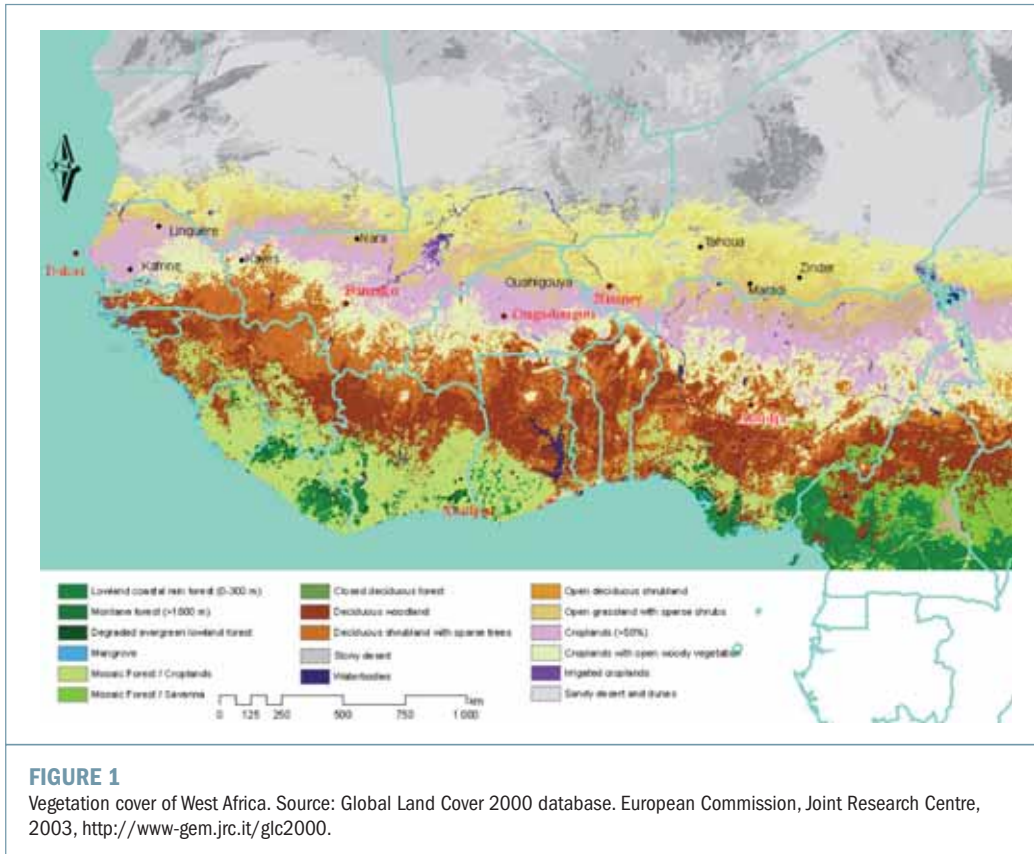 Linguère
Nara
Tahoua
Dakar
Kafrine
Kayes
Zinder
Ouahigouya
Niamey
Maradi
Bamako
Ougadougou
Abidjan
Lowland coastal rain forest (0-300 m)
Closed deciduous forest
Open deciduous shrubland
Montane forest (>1000 m)
Deciduous woodland
Open grassland with sparse shrubs
Degraded evergreen lowland forest
Deciduous shrubland with sparse trees
Croplands (>50%)
Mangrove
Stony desert
Croplands with open woody vegetation
Mosaic Forest / Croplands
Waterbodies
Irrigated croplands
Mosaic Forest / Savanna
Sandy desert and dunes
km
0 125 250 500 750 1 000
FIGURE 1
Vegetation cover of West Africa. Source: Global Land Cover 2000 database. European Commission, Joint Research Centre,
2003, http://www-gem.jrc.it/glc2000.